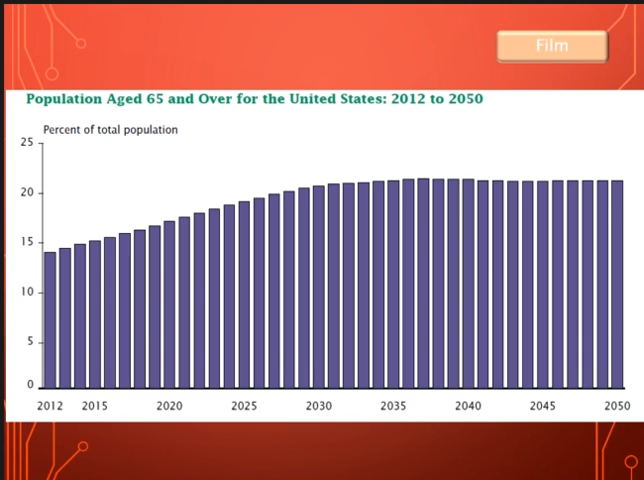 Film
Population Aged 65 and Over for the United States: 2012 to 2050
Percent of total population
25
20
15
10
5
0
2012 2015 2020 2025 2030 2035 2040 2045 2050